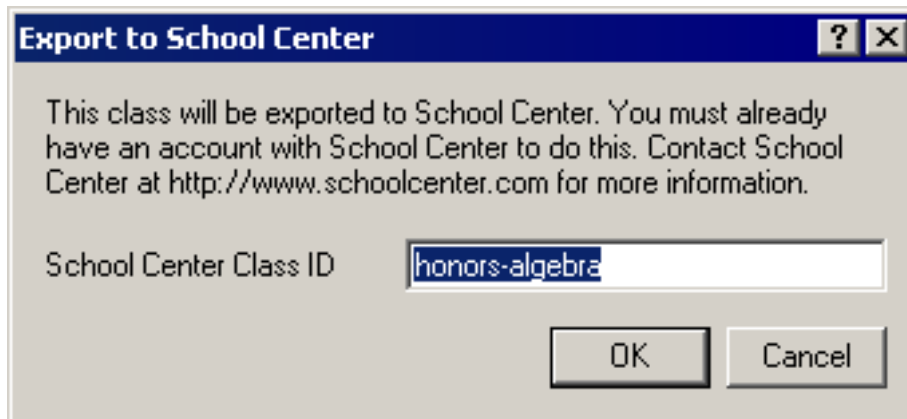 Export to School Center
This class will be exported to School Center. You must already
have an account with School Center to do this. Contact School
Center at http://www.schoolcenter.com for more information.
School Center Class ID honors-algebra
OK Cancel